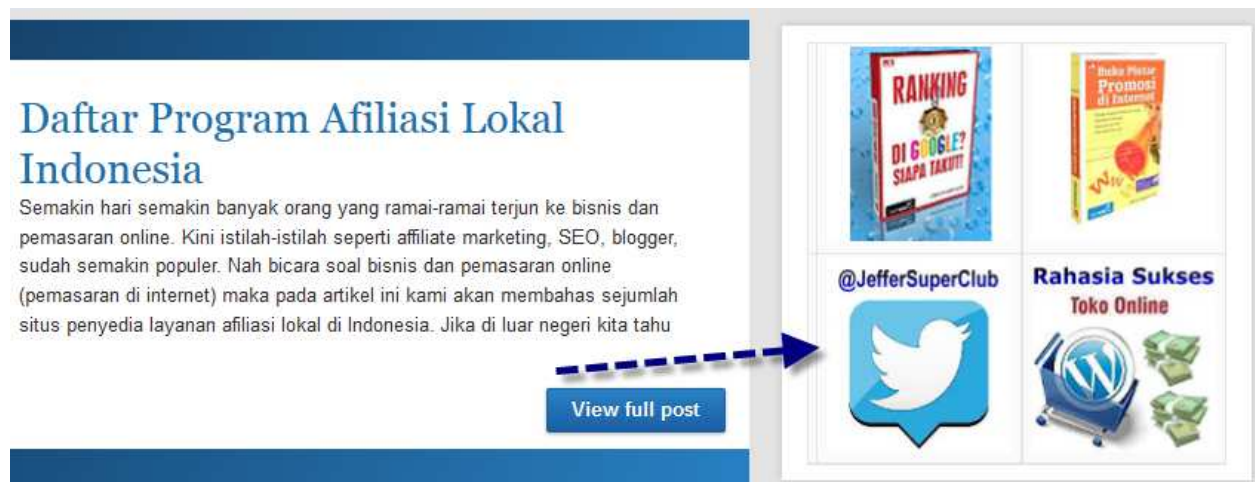 Daftar Program Afiliasi Lokal
Indonesia
Semakin hari semakin banyak orang yang ramai-ramai terjun ke bisnis dan
pemasaran online. Kini istilah-istilah seperti affiliate marketing, SEO, blogger,
sudah semakin populer. Nah bicara soal bisnis dan pemasaran online
(pemasaran di internet) maka pada artikel ini kami akan membahas sejumlah
situs penyedia layanan afiliasi lokal di Indonesia. Jika di luar negeri kita tahu
View full post
RANKING
DI GOOGLE?
SIAPA TAKUT!
Buku Pintar
Promosi
di Internet
@JefferSuperClub
Rahasia Sukses
Toko Online